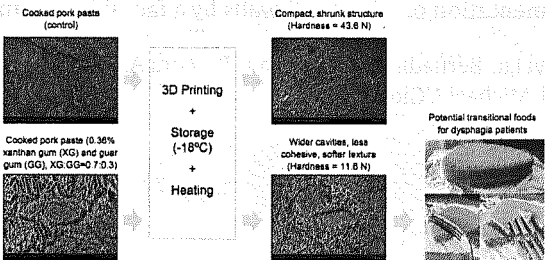 Cooked pork paste
(control)
Compact, shrunk structure
(Hardness = 43.6 N)
3D Printing
+
Storage
(-18ºC)
+
Heating
Cooked pork paste (0.36%
xanthan gum (XG) and guar
gum (GG), XG:GG=0.7:0.3)
Wider cavities, less
cohesive, softer texture
(Hardness = 11.6 N)
Potential transitional foods
for dysphagia patients